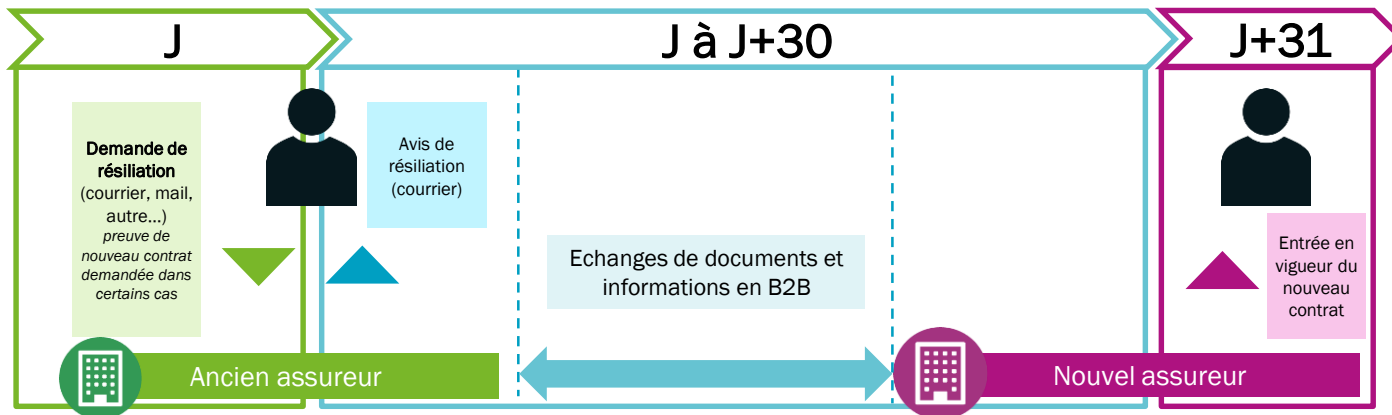 J
J à J+30
J+31
Demande de
résiliation
(courrier, mail,
autre...)
preuve de
nouveau contrat
demandée dans
certains cas
Avis de
résiliation
(courrier)
Echanges de documents et
informations en B2B
Entrée en
vigueur du
nouveau
contrat
Ancien assureur
Nouvel assureur